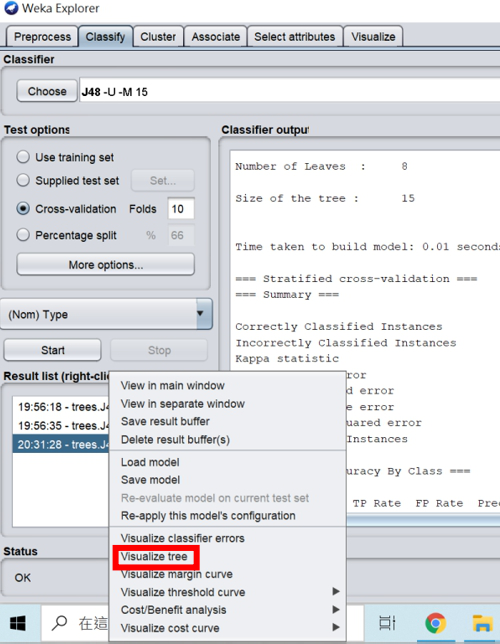 Weka Explorer
Preprocess Classify Cluster Associate Select attributes Visualize
Classifier
Choose J48 -U -M 15
Test options
Use training set
Supplied test set Set...
Cross-validation Folds 10
Percentage split % 66
More options...
(Nom) Type
Start Stop
Result list (right-cli
19:56:18 - trees.J4
19:56:35 - trees.J4
20:31:28 - trees.J4
Classifier output
Number of Leaves : 8
Size of the tree : 15
Time taken to build model: 0.01 seconds
=== Stratified cross-validation ===
=== Summary ===
Correctly Classified Instances
Incorrectly Classified Instances
Kappa statistic
error
d error
e error
uared error
Instances
uracy By Class ===
TP Rate FP Rate Prec
View in main window
View in separate window
Save result buffer
Delete result buffer(s)
Load model
Save model
Re-evaluate model on current test set
Re-apply this model's configuration
Visualize classifier errors
Visualize tree
Visualize margin curve
Visualize threshold curve
Cost/Benefit analysis
Visualize cost curve
Status
OK
在這